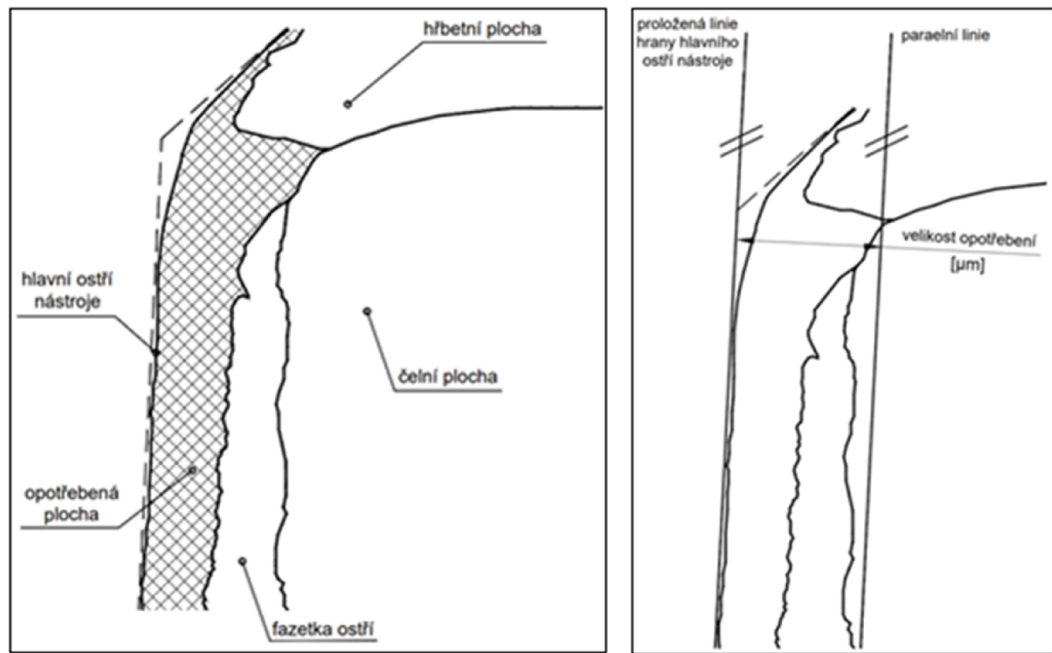 hřbetní plocha
hlavní ostří
nástroje
čelní plocha
opotřebená
plocha
fazetka ostří
proložená linie
hrany hlavního
ostří nástroje
paraelní linie
velikost opotřebení
[µm]